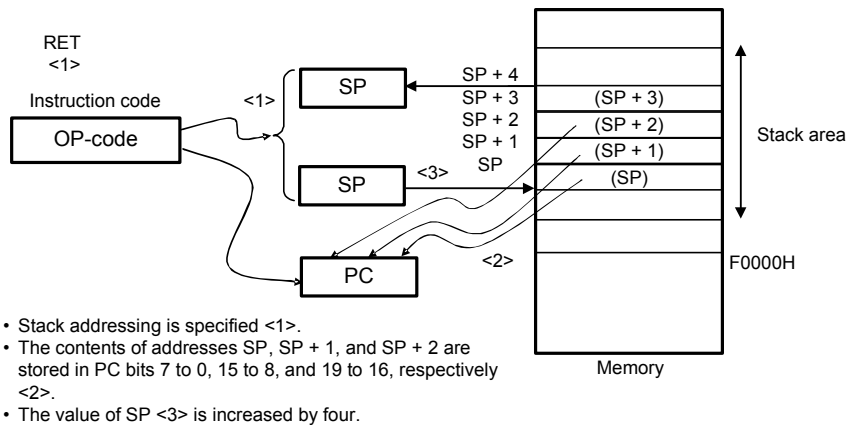 RET
<1>
Instruction code
OP-code
<1>
SP
SP
<3>
PC
SP + 4
SP + 3
SP + 2
SP + 1
SP
(SP + 3)
(SP + 2)
(SP + 1)
(SP)
<2>
Stack area
F0000H
Memory
• Stack addressing is specified <1>.
• The contents of addresses SP, SP + 1, and SP + 2 are
stored in PC bits 7 to 0, 15 to 8, and 19 to 16, respectively
<2>.
• The value of SP <3> is increased by four.